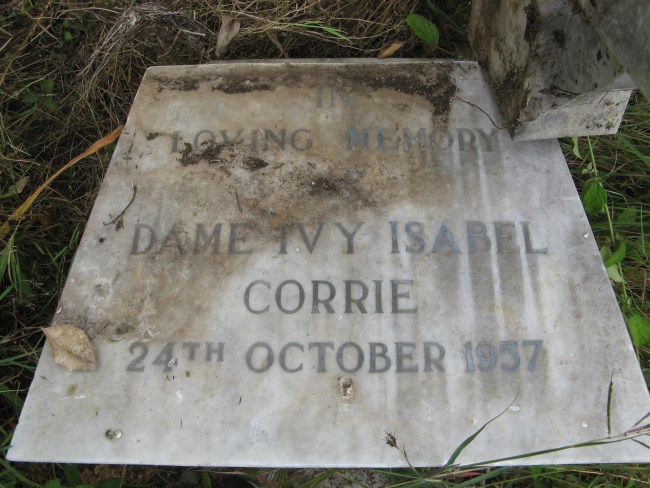 IN
LOVING MEMORY
DAME IVY ISABEL
CORRIE
24TH OCTOBER 1957